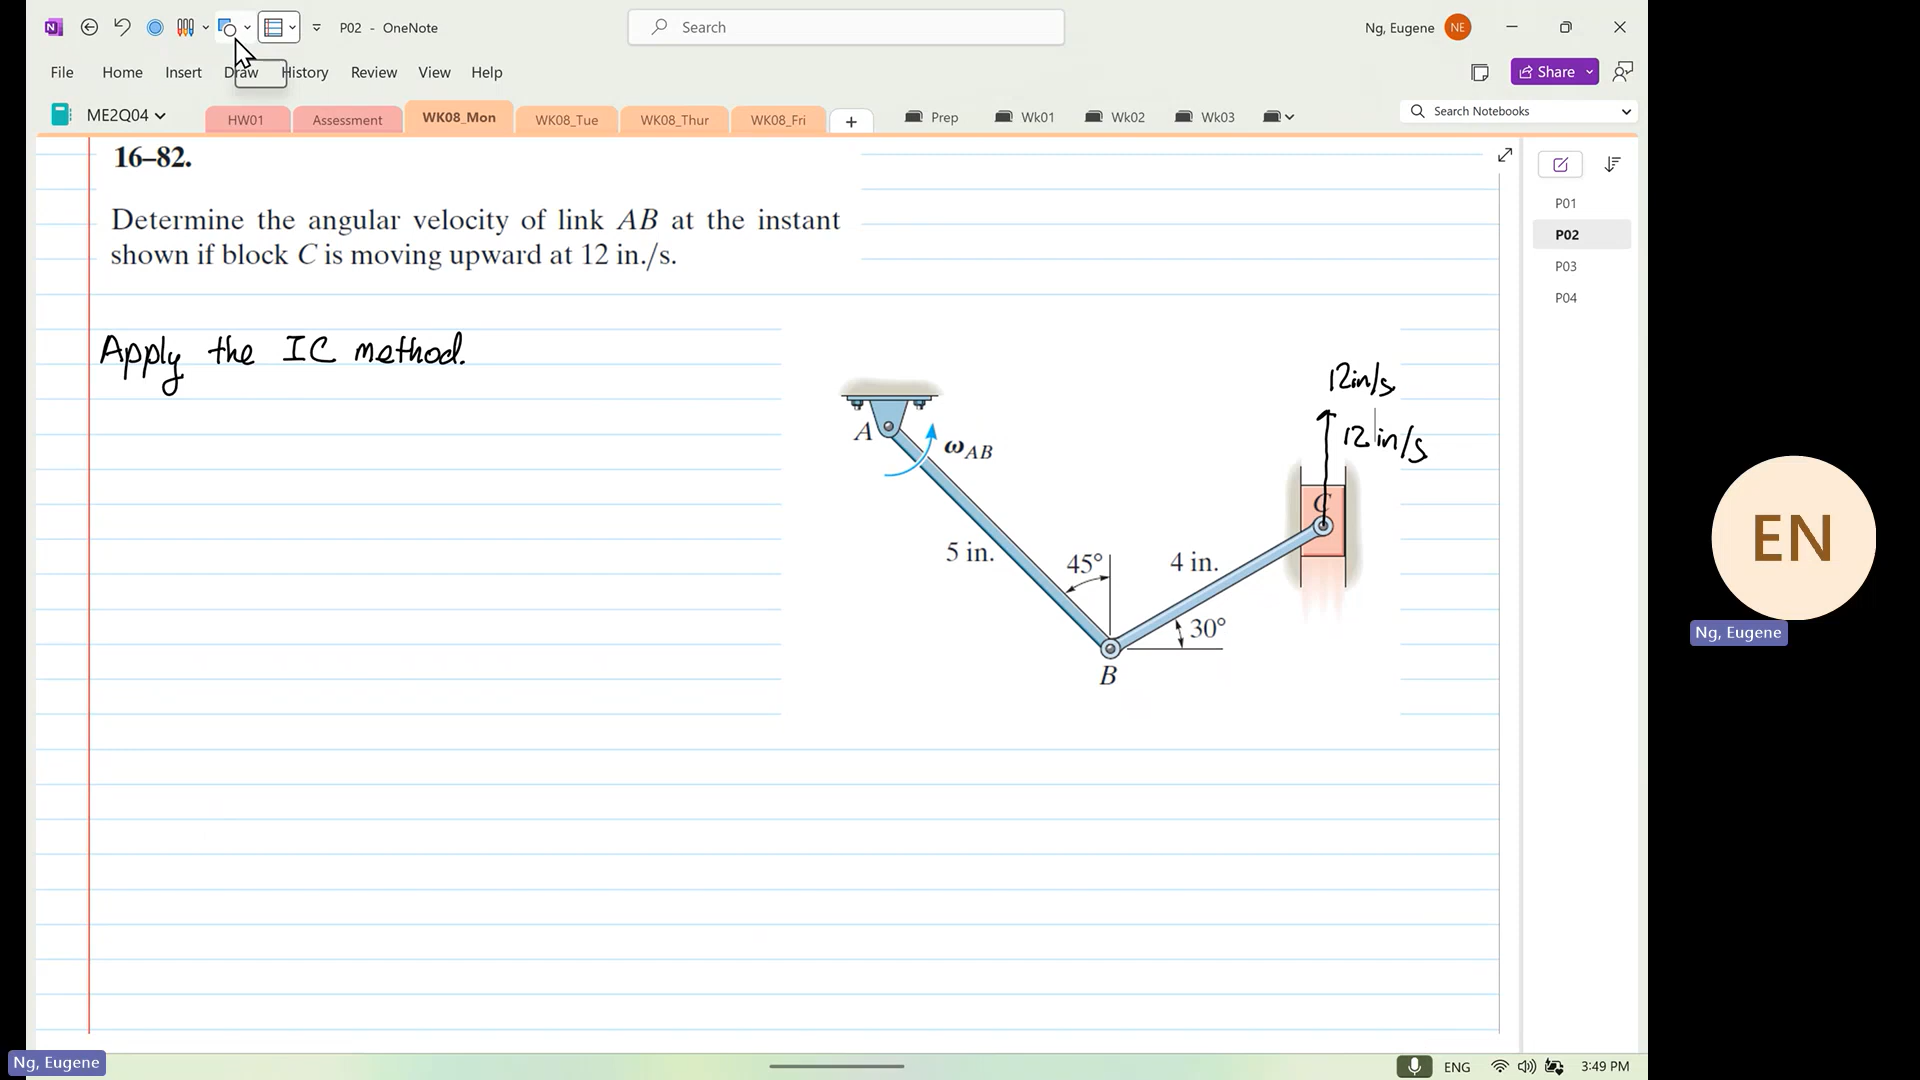 P02 - OneNote
Search
Ng, Eugene
NE
File
Home
Insert
Draw
History
Review
View
Help
Share
ME2Q04
HW01
Assessment
WK08_Mon
WK08_Tue
WK08_Thur
WK08_Fri
+
Prep
Wk01
Wk02
Wk03
Search Notebooks
16–82.
Determine the angular velocity of link AB at the instant
shown if block C is moving upward at 12 in./s.
Apply the IC method.
12in/s
12in/s
A
ωAB
C
5 in.
45°
4 in.
30°
B
P01
P02
P03
P04
EN
Ng, Eugene
Ng, Eugene
ENG
3:49 PM